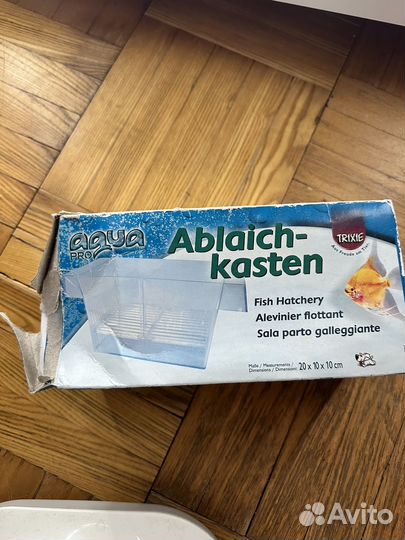 aqua
PRO
Ablaich-
kasten
TRIXIE
Fish Hatchery
Alevinier flottant
Sala parto galleggiante
Maße / Measurements /
Dimensions / Dimensioni: 20 x 10 x 10 cm
Avito